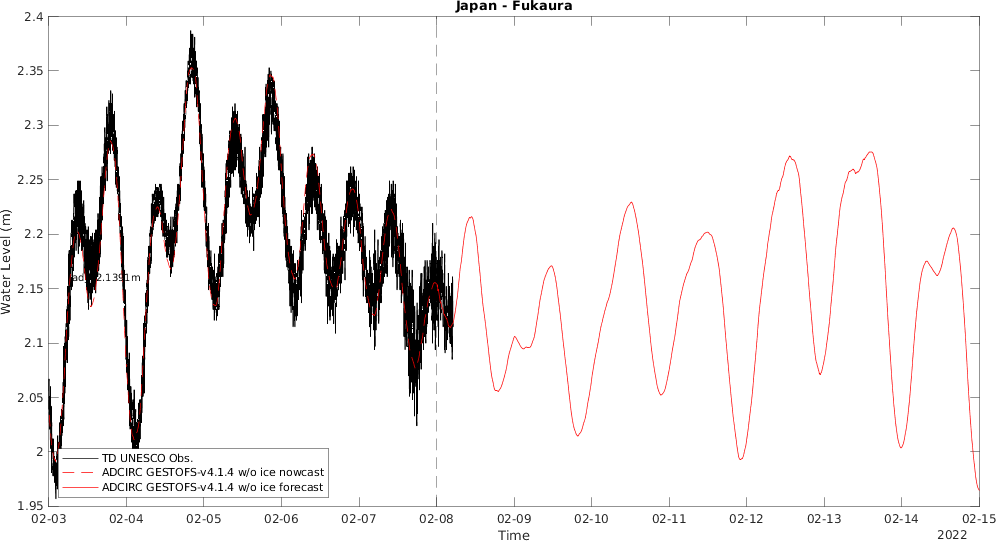 Japan - Fukaura
2.4
2.35
2.3
2.25
2.2
2.15
2.1
2.05
2
1.95
Water Level (m)
2.1391m
TD UNESCO Obs.
ADCIRC GESTOFS-v4.1.4 w/o ice nowcast
ADCIRC GESTOFS-v4.1.4 w/o ice forecast
02-03 02-04 02-05 02-06 02-07 02-08 02-09 02-10 02-11 02-12 02-13 02-14 02-15
Time
2022